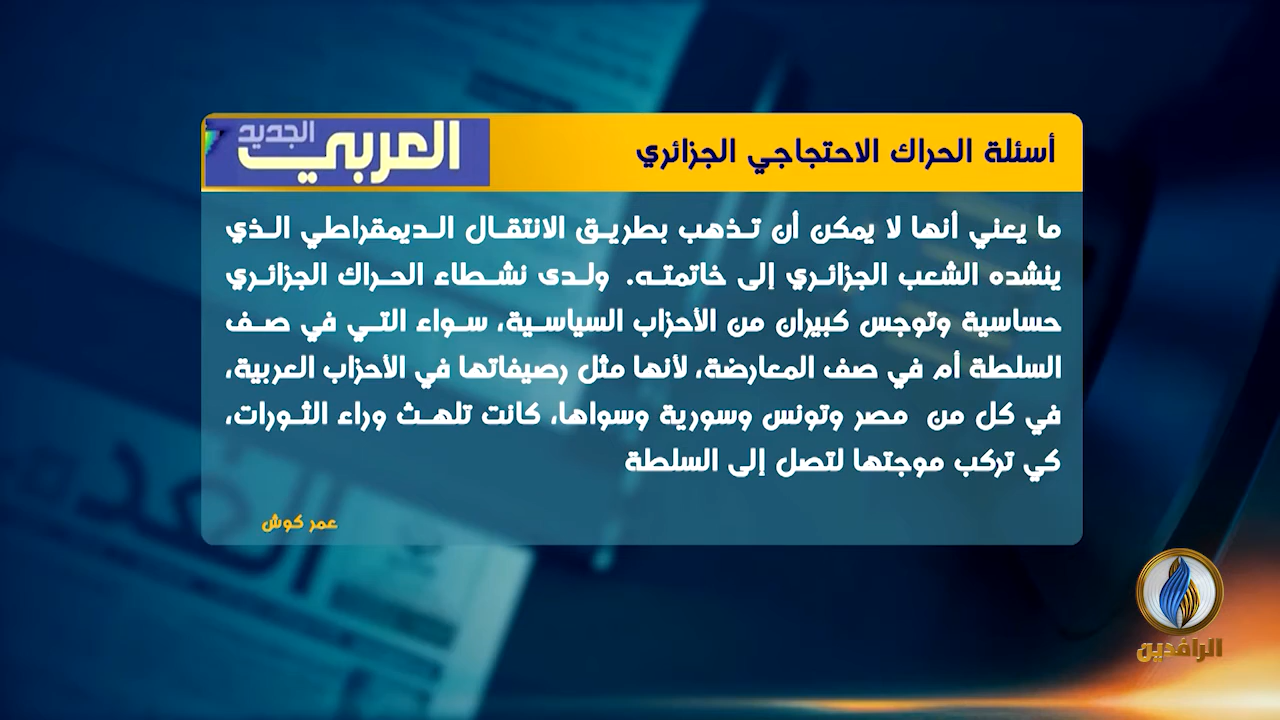 أسئلة الحراك الاحتجاجي الجزائري
العربي الجديد
ما يعني أنها لا يمكن أن تذهب بطريق الانتقال الديمقراطي الذي
ينشده الشعب الجزائري إلى خاتمته. ولدى نشطاء الحراك الجزائري
حساسية وتوجس كبيران من الأحزاب السياسية، سواء التي في صف
السلطة أم في صف المعارضة، لأنها مثل رصيفاتها في الأحزاب العربية،
في كل من مصر وتونس وسورية وسواها، كانت تلهث وراء الثورات،
كي تركب موجتها لتصل إلى السلطة
عمر كوش
الرافدين